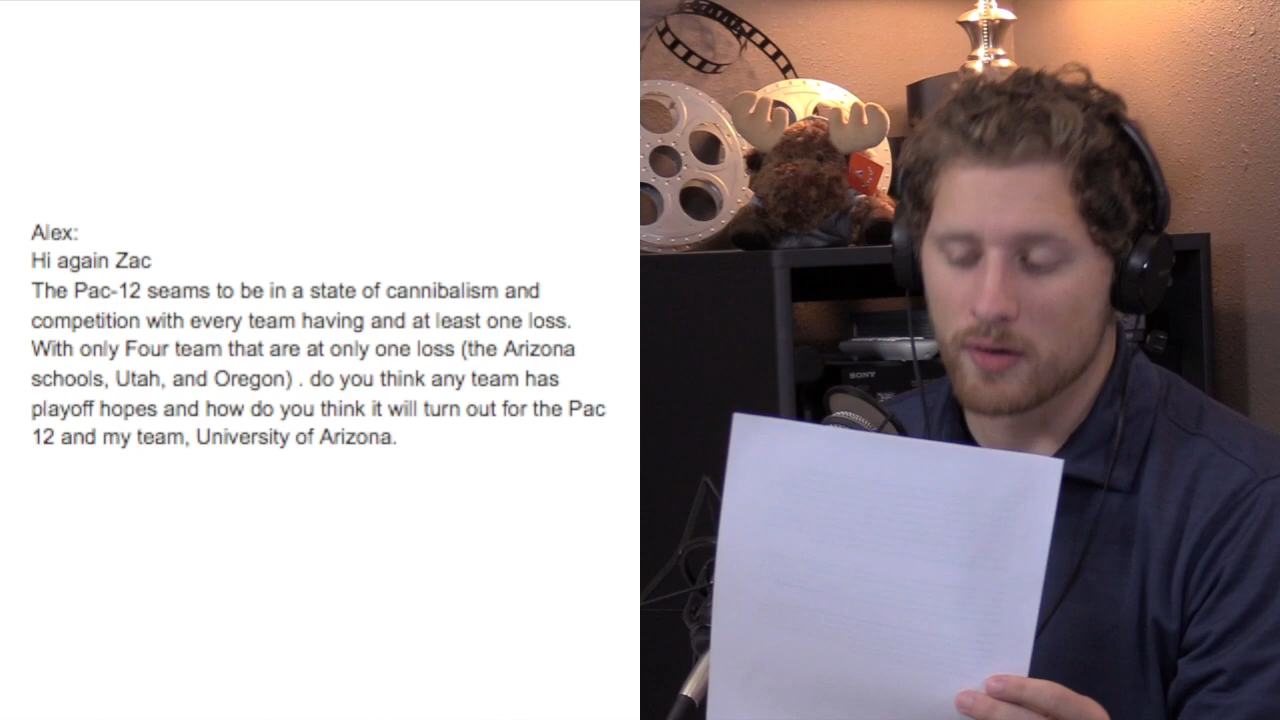 Alex:
Hi again Zac
The Pac-12 seams to be in a state of cannibalism and
competition with every team having and at least one loss.
With only Four team that are at only one loss (the Arizona
schools, Utah, and Oregon) . do you think any team has
playoff hopes and how do you think it will turn out for the Pac
12 and my team, University of Arizona.
SONY